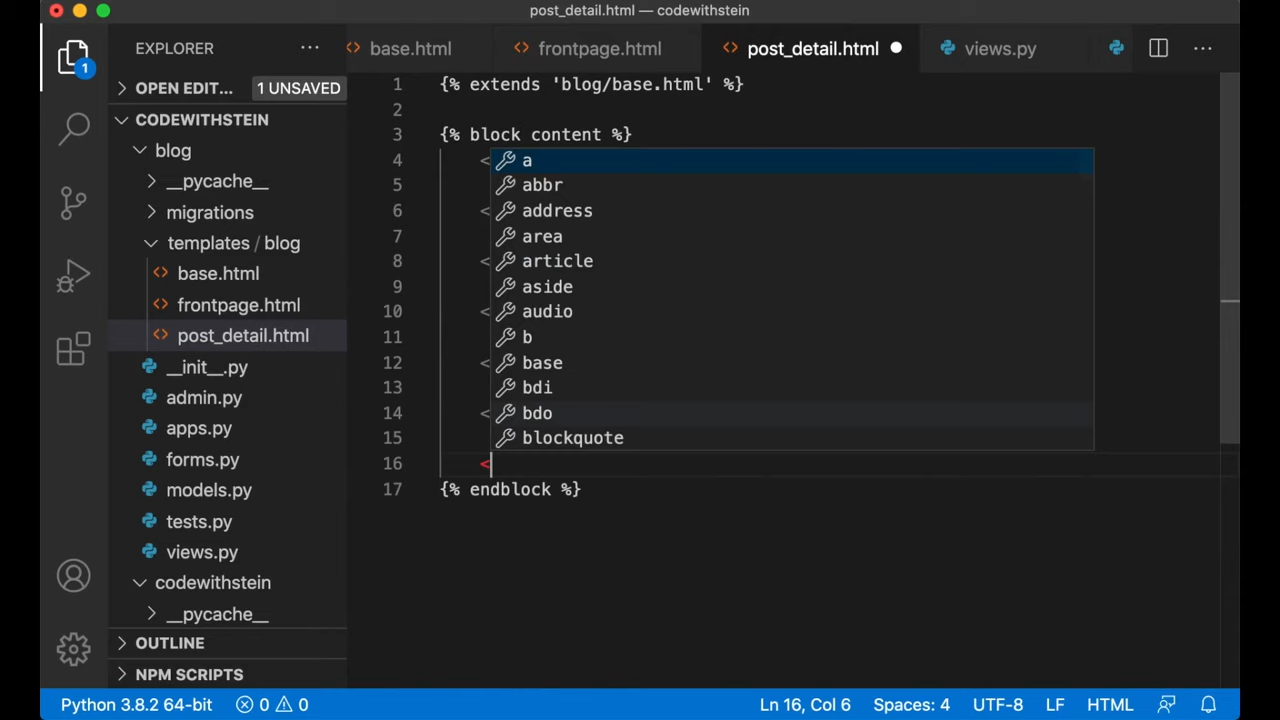 post_detail.html — codewithstein
EXPLORER
base.html
frontpage.html
post_detail.html
views.py
1
OPEN EDIT... 1 UNSAVED
CODEWITHSTEIN
blog
__pycache__
migrations
templates / blog
base.html
frontpage.html
post_detail.html
__init__.py
admin.py
apps.py
forms.py
models.py
tests.py
views.py
codewithstein
__pycache__
OUTLINE
NPM SCRIPTS
1 {% extends 'blog/base.html' %}
2
3 {% block content %}
4 <
5
6 <
7
8 <
9
10 <
11
12 <
13
14 <
15
16 <
17 {% endblock %}
a
abbr
address
area
article
aside
audio
b
base
bdi
bdo
blockquote
Python 3.8.2 64-bit 0 0 Ln 16, Col 6 Spaces: 4 UTF-8 LF HTML